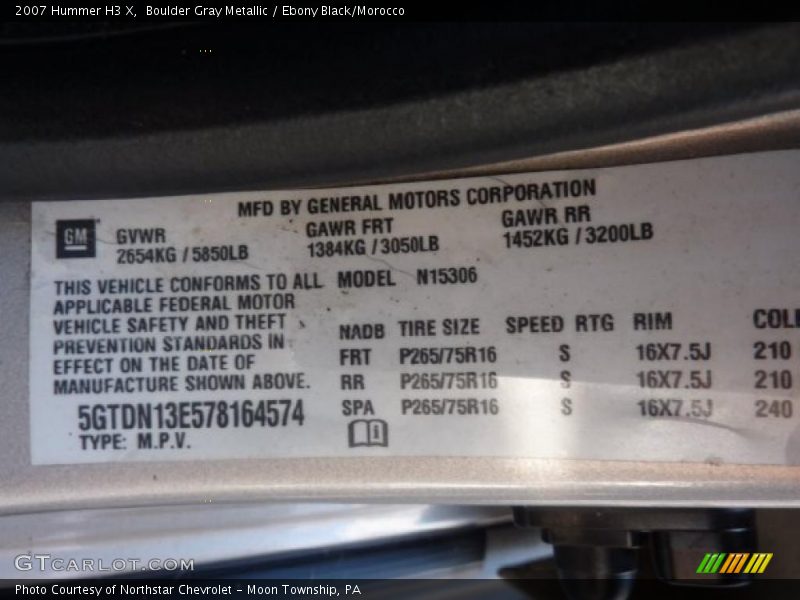 2007 Hummer H3 X,  Boulder Gray Metallic / Ebony Black/Morocco
MFD BY GENERAL MOTORS CORPORATION
GM
GVWR GAWR FRT GAWR RR
2654KG / 5850LB 1384KG / 3050LB 1452KG / 3200LB
THIS VEHICLE CONFORMS TO ALL MODEL N15306
APPLICABLE FEDERAL MOTOR
VEHICLE SAFETY AND THEFT NADB TIRE SIZE SPEED RTG RIM COLD
PREVENTION STANDARDS IN FRT P265/75R16 S 16X7.5J 210
EFFECT ON THE DATE OF RR P265/75R16 S 16X7.5J 210
MANUFACTURE SHOWN ABOVE.
5GTDN13E578164574 SPA P265/75R16 S 16X7.5J 240
TYPE: M.P.V.
GTCARLOT.COM
Photo Courtesy of Northstar Chevrolet - Moon Township, PA